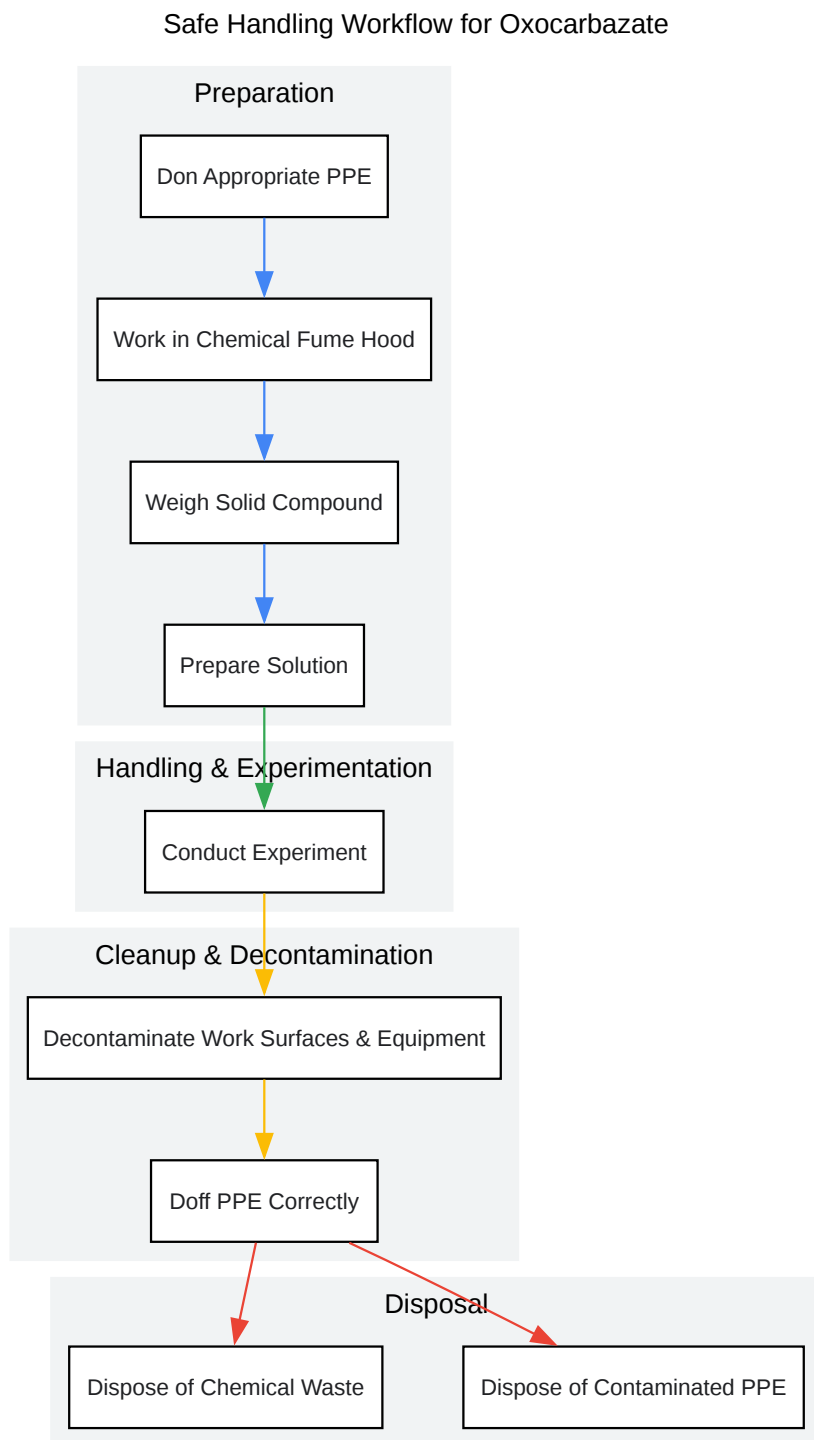 Safe Handling Workflow for Oxocarbazate
Preparation
Don Appropriate PPE
Work in Chemical Fume Hood
Weigh Solid Compound
Prepare Solution
Handling & Experimentation
Conduct Experiment
Cleanup & Decontamination
Decontaminate Work Surfaces & Equipment
Doff PPE Correctly
Disposal
Dispose of Chemical Waste
Dispose of Contaminated PPE